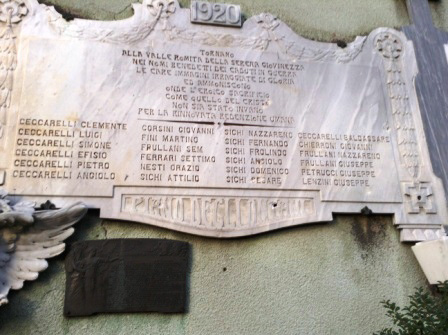 1920
TORNANO
ALLA VALLE ROMITA DELLA SERENA GIOVINEZZA
NEI NOMI BENEDETTI DEI CADUTI IN GUERRA
LE CARE IMMAGINI IRRAGGIATE DI GLORIA
ED AMMONISCONO
ONDE L'EROICO SACRIFICIO
COME QUELLO DEL CRISTO
NON SIA STATO INVANO
PER LA RINNOVATA REDENZIONE UMANA
CECCARELLI CLEMENTE CORSINI GIOVANNI SICHI NAZZARENO CECCARELLI BALDASSARE
CECCARELLI LUIGI FINI MARTINO SICHI FERNANDO CHIERRONI GIOVANNI
CECCARELLI SIMONE FRULLANI SEM SICHI FROLINDO FRULLANI NAZZARENO
CECCARELLI EFISIO FERRARI SETTIMO SICHI ANGIOLO FRULLANI GIUSEPPE
CECCARELLI PIETRO NESTI ORAZIO SICHI DOMENICO PETRUCCI GIUSEPPE
CECCARELLI ANGIOLO SICHI ATTILIO SICHI CESARE LENZINI GIUSEPPE